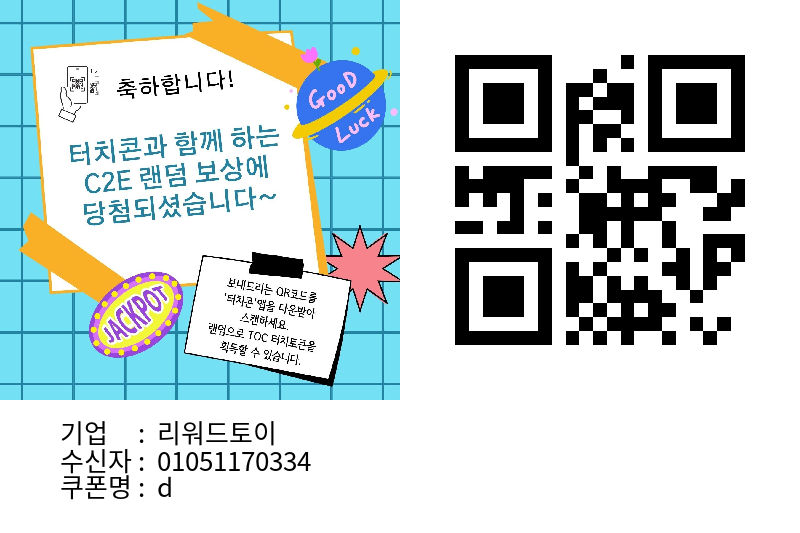 축하합니다!
GOOD
Luck
터치콘과 함께 하는
C2E 랜덤 보상에
당첨되셨습니다~
JACKPOT
보내드리는 QR코드를
'터치콘'앱을 다운받아
스캔하세요.
랜덤으로 TOC 터치토큰을
획득할 수 있습니다.
기업 : 리워드토이
수신자 : 01051170334
쿠폰명 : d